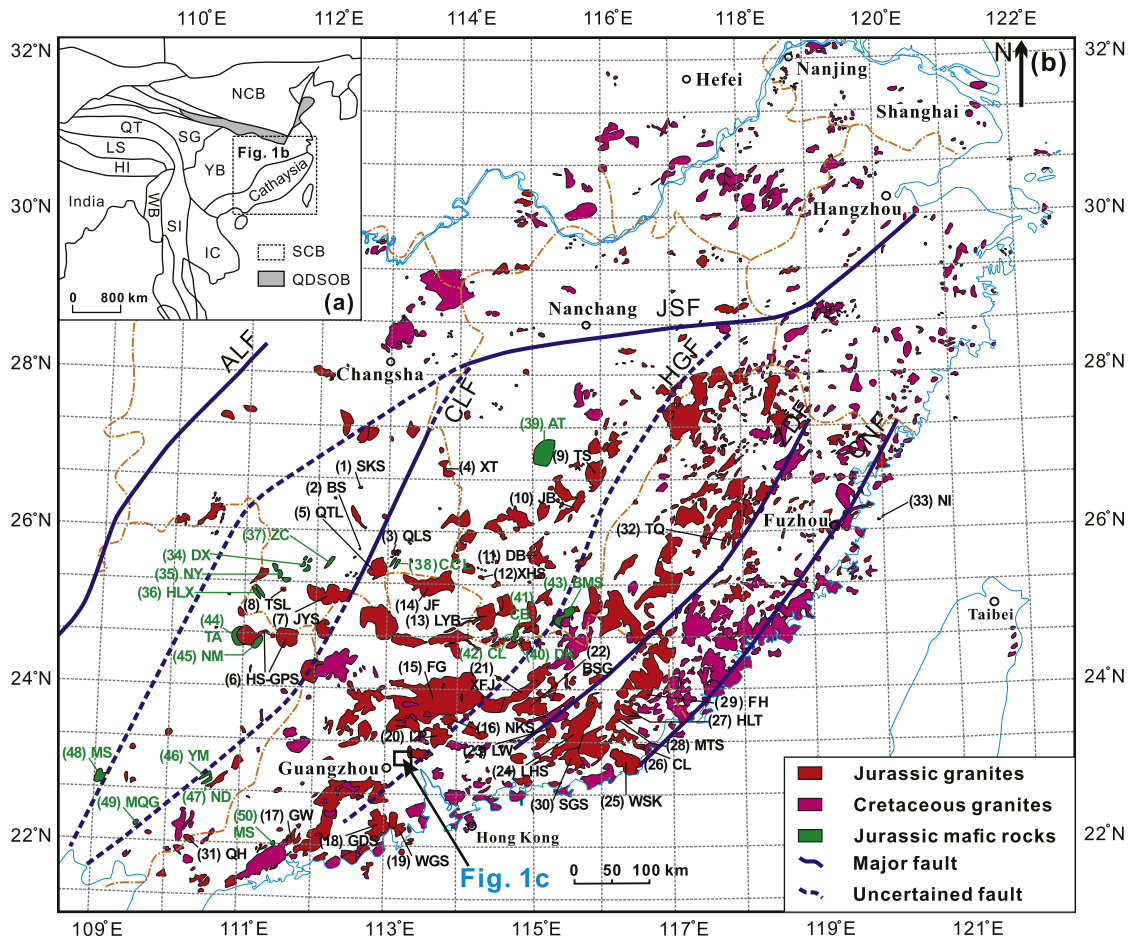 110°E
112°E
113°E
114°E
116°E
118°E
119°E
120°E
122°E
32°N
32°N
N
(b)
NCB
QT
LS
HI
SG
YB
Fig. 1b
Cathaysia
India
WB
SI
IC
SCB
QDSOB
0 800 km
(a)
Hefei
Nanjing
Shanghai
30°N
30°N
Hangzhou
Nanchang
JSF
ALF
HGF
28°N
28°N
Changsha
CLF
ZDF
CNF
(39) AT
(9) TS
(1) SKS
(4) XT
(2) BS
(10) JB
(5) QTL
(33) NI
26°N
26°N
Fuzhou
(32) TQ
(37) ZC
(3) QLS
(34) DX
(11) DB
(38) CCL
(35) NY
(12)XHS
(43) BMS
(36) HLX
(8) TSL
(14) JF
(41)
CB
(7) JYS
(13) LYB
Taibei
(44)
TA
(45) NM
(42) CL
(40) DK
(22)
BSG
(6) HS-GPS
(15) FG
(21)
XFJ
24°N
24°N
(29) FH
(16) NKS
(27) HLT
(20) LP
(23) LW
(28) MTS
(48) MS
(46) YM
Guangzhou
(24) LHS
(26) CL
(47) ND
(30) SGS
(25) WSK
(49) MQG
(50)
MS
(17) GW
22°N
22°N
(18) GDS
Hong Kong
(31) QH
(19) WGS
Fig. 1c
0 50 100 km
Jurassic granites
Cretaceous granites
Jurassic mafic rocks
Major fault
Uncertained fault
109°E
111°E
112°E
113°E
114°E
115°E
116°E
117°E
119°E
121°E